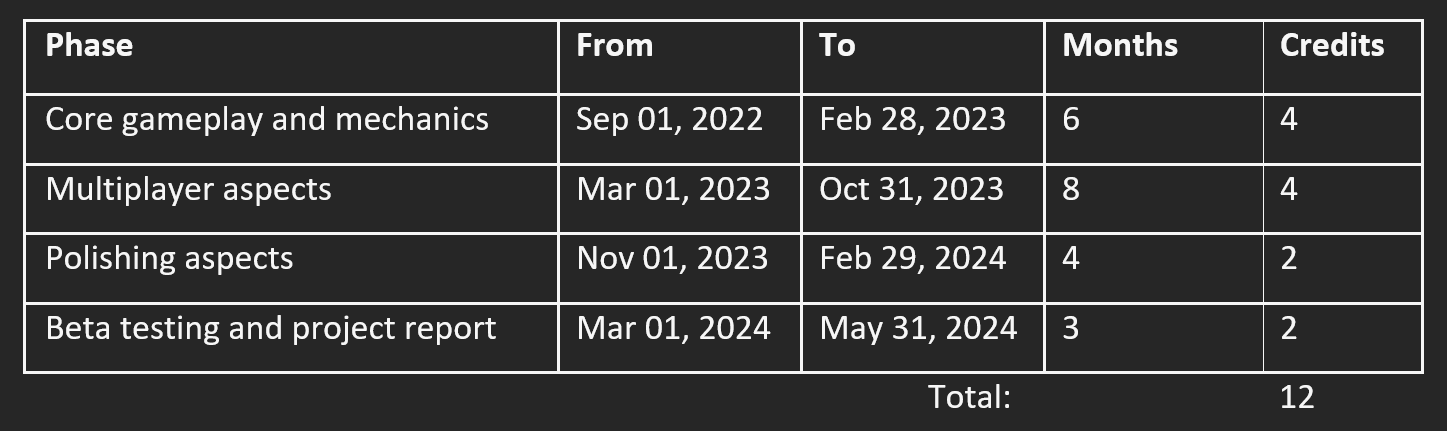 Phase From To Months Credits
Core gameplay and mechanics Sep 01, 2022 Feb 28, 2023 6 4
Multiplayer aspects Mar 01, 2023 Oct 31, 2023 8 4
Polishing aspects Nov 01, 2023 Feb 29, 2024 4 2
Beta testing and project report Mar 01, 2024 May 31, 2024 3 2
Total: 12